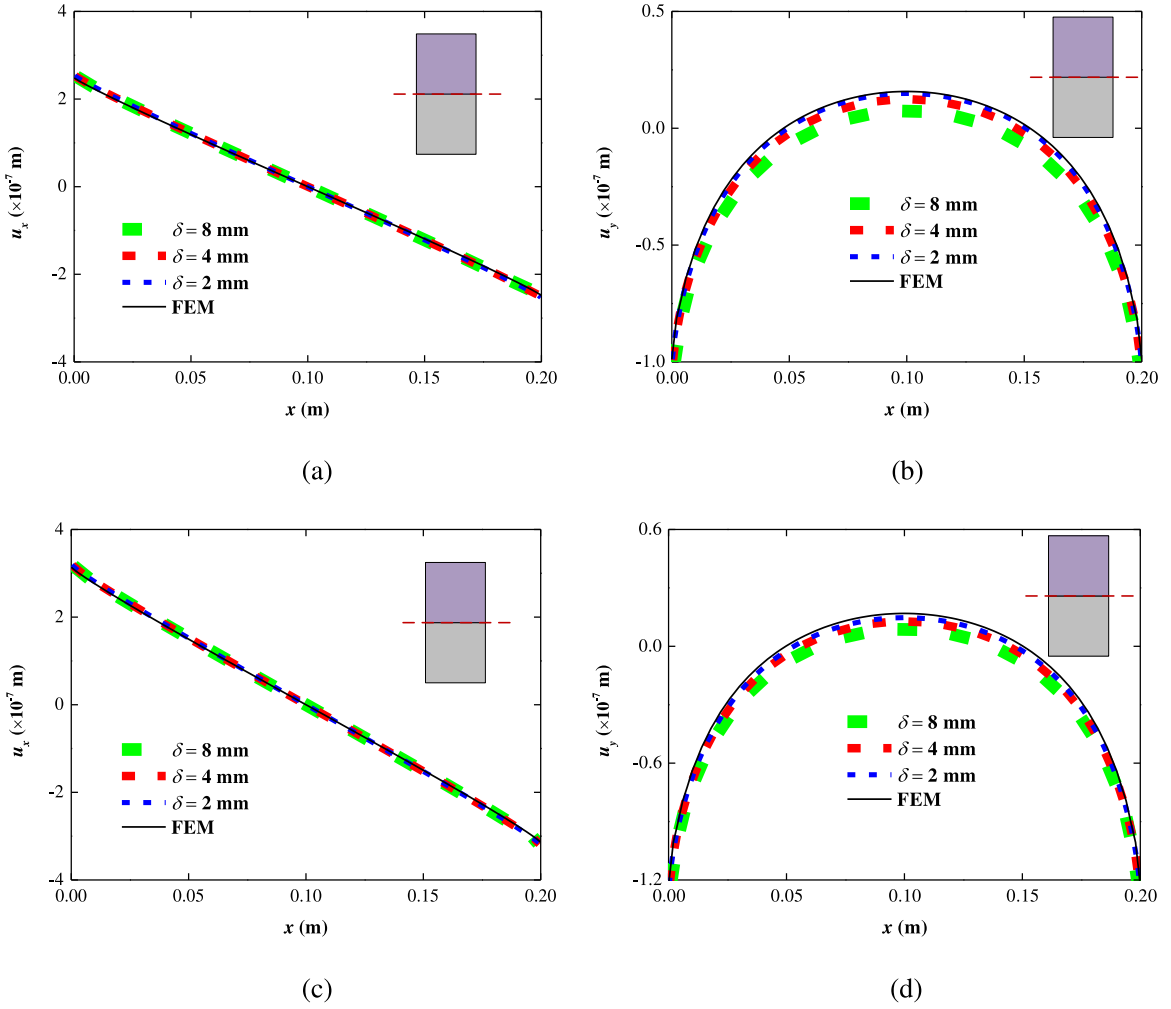 4
2
0
-2
-4
u_x (×10⁻⁷ m)
δ = 8 mm
δ = 4 mm
δ = 2 mm
FEM
0.00 0.05 0.10 0.15 0.20
x (m)
(a)
0.5
0.0
-0.5
-1.0
u_y (×10⁻⁷ m)
δ = 8 mm
δ = 4 mm
δ = 2 mm
FEM
0.00 0.05 0.10 0.15 0.20
x (m)
(b)
4
2
0
-2
-4
u_x (×10⁻⁷ m)
δ = 8 mm
δ = 4 mm
δ = 2 mm
FEM
0.00 0.05 0.10 0.15 0.20
x (m)
(c)
0.6
0.0
-0.6
-1.2
u_y (×10⁻⁷ m)
δ = 8 mm
δ = 4 mm
δ = 2 mm
FEM
0.00 0.05 0.10 0.15 0.20
x (m)
(d)